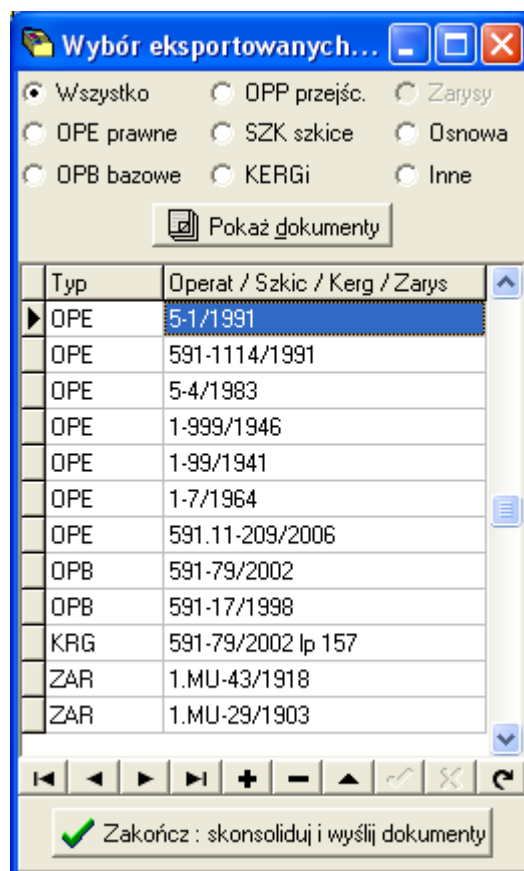 Wybór eksportowanych...
Wszystko OPP przejśc. Zarysy
OPE prawne SZK szkice Osnowa
OPB bazowe KERGi Inne
Pokaż dokumenty
Typ Operat / Szkic / Kerg / Zarys
OPE 5-1/1991
OPE 591-1114/1991
OPE 5-4/1983
OPE 1-999/1946
OPE 1-99/1941
OPE 1-7/1964
OPE 591.11-209/2006
OPB 591-79/2002
OPB 591-17/1998
KRG 591-79/2002 lp 157
ZAR 1.MU-43/1918
ZAR 1.MU-29/1903
Zakończ : skonsoliduj i wyślij dokumenty